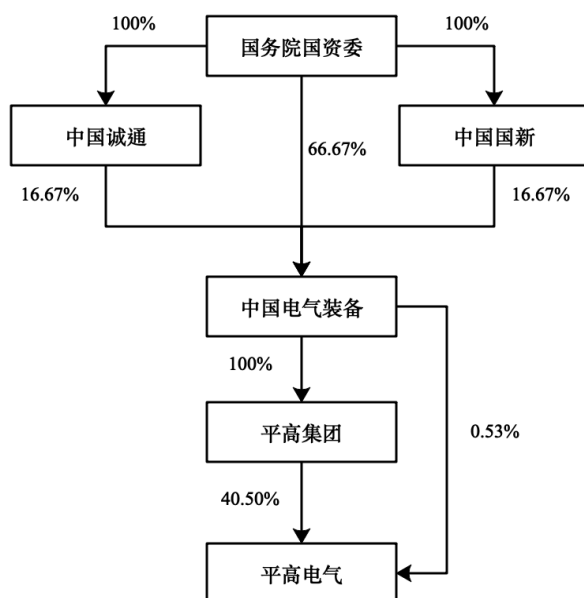 100%
国务院国资委
100%
中国诚通
中国国新
66.67%
16.67%
16.67%
中国电气装备
100%
平高集团
0.53%
40.50%
平高电气